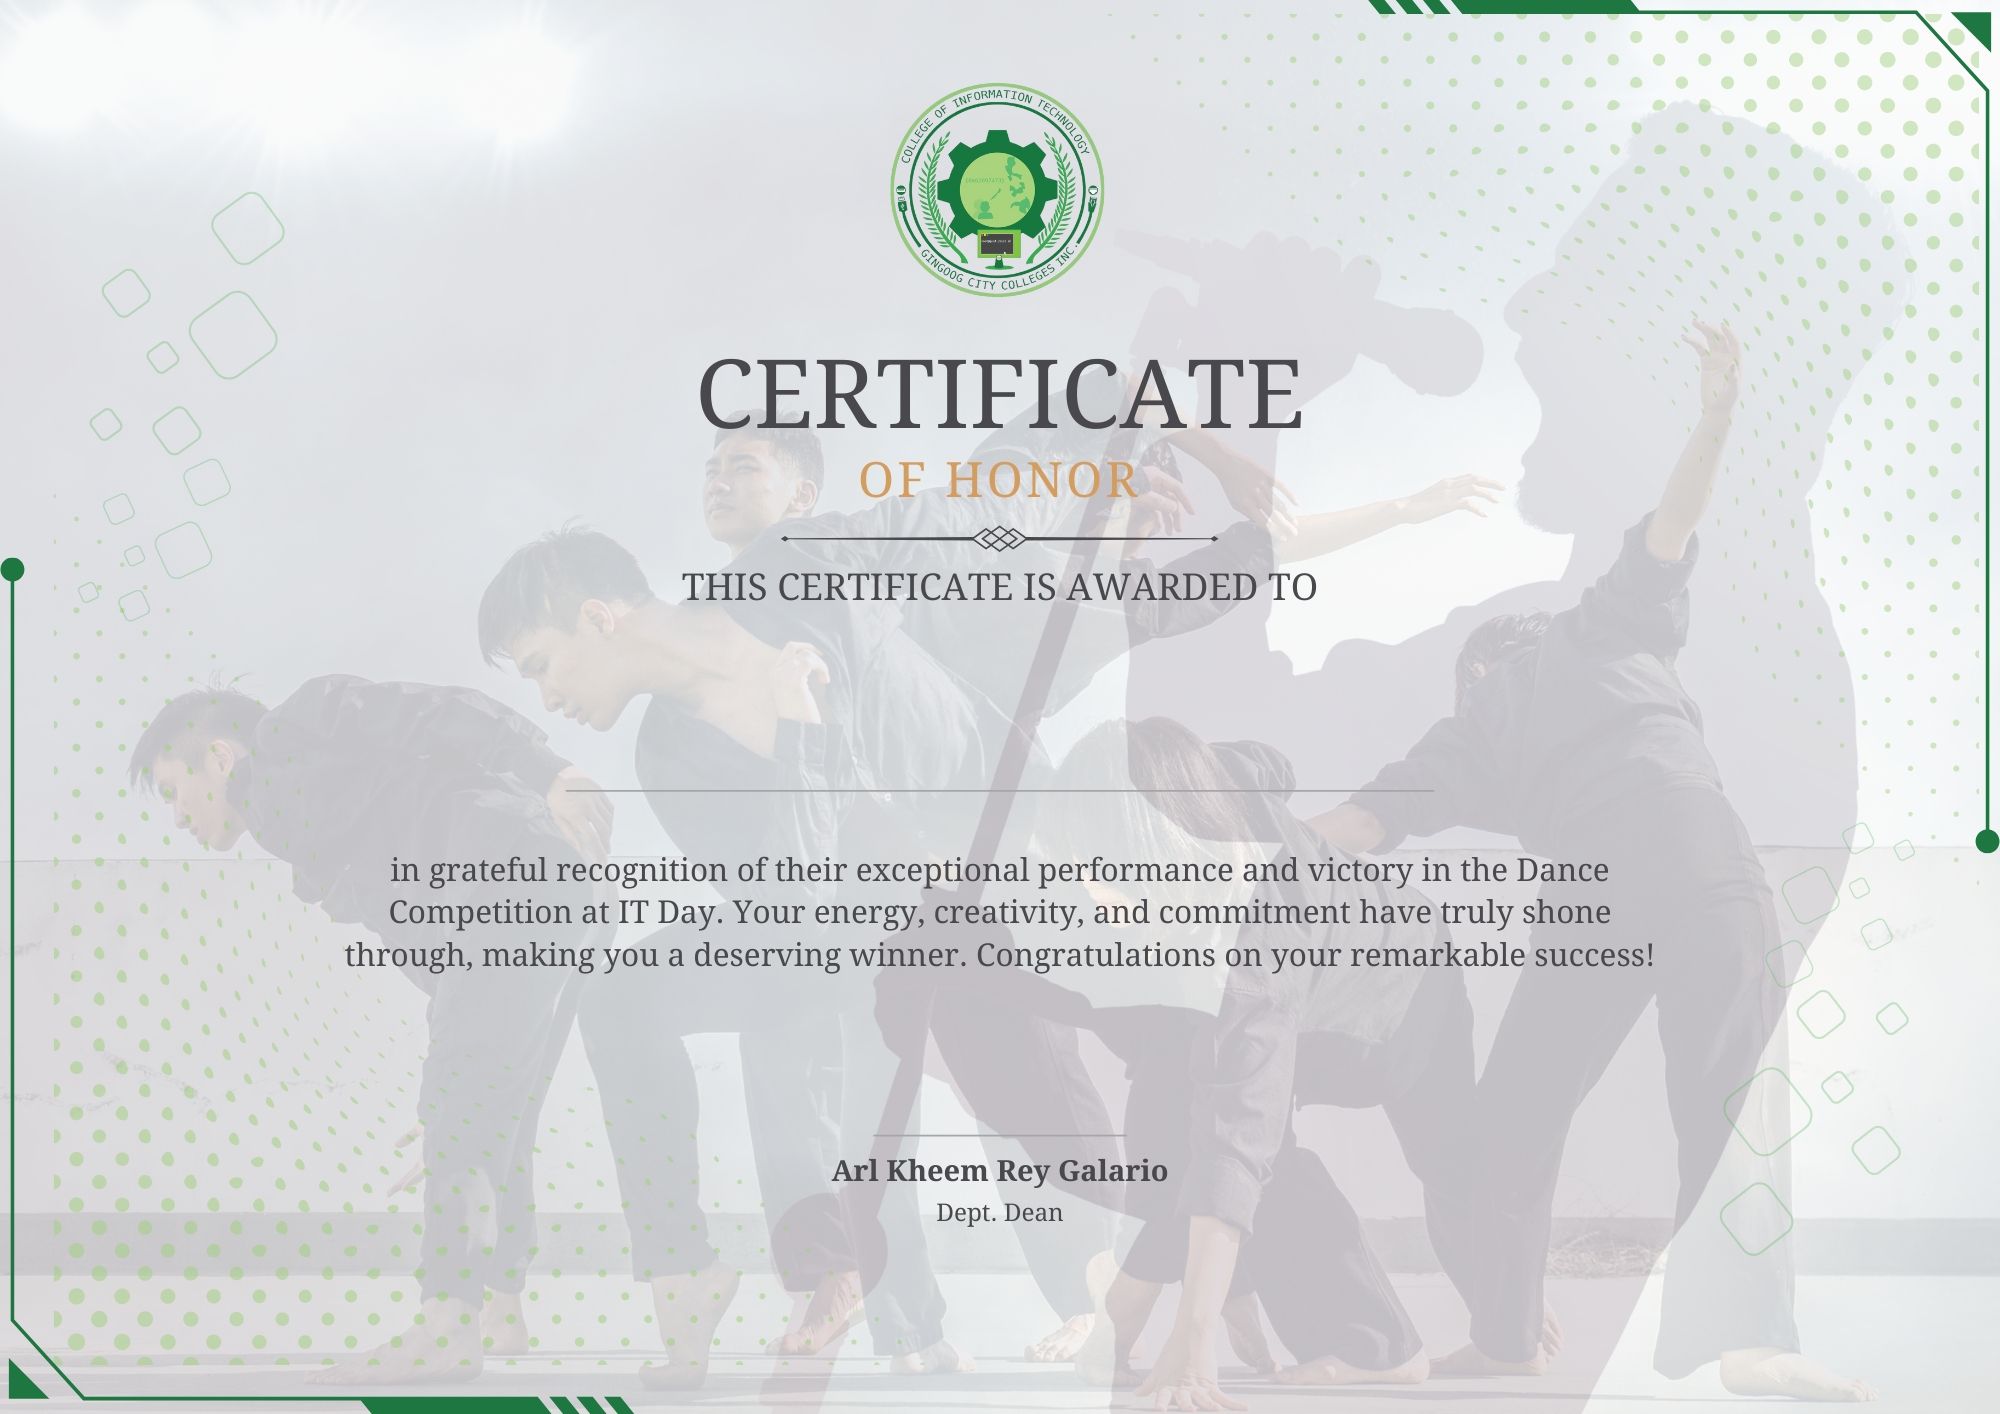 COLLEGE OF INFORMATION TECHNOLOGY
GINGOOG CITY COLLEGES INC.
CERTIFICATE
OF HONOR
THIS CERTIFICATE IS AWARDED TO
in grateful recognition of their exceptional performance and victory in the Dance
Competition at IT Day. Your energy, creativity, and commitment have truly shone
through, making you a deserving winner. Congratulations on your remarkable success!
Arl Kheem Rey Galario
Dept. Dean